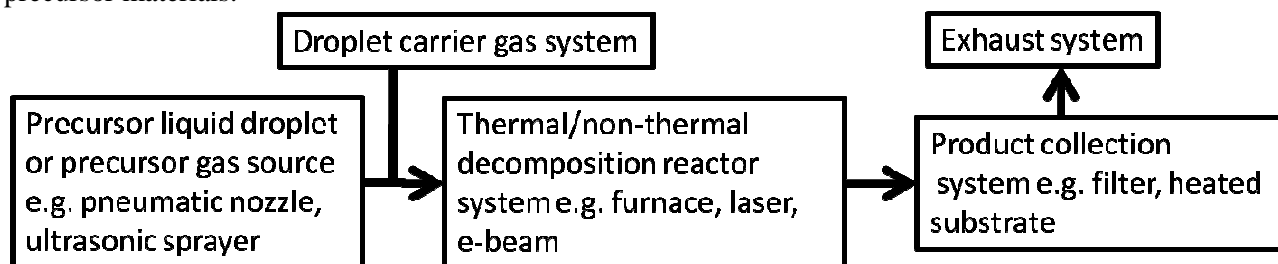 precursor materials.
Droplet carrier gas system
Exhaust system
Precursor liquid droplet
or precursor gas source
e.g. pneumatic nozzle,
ultrasonic sprayer
Thermal/non-thermal
decomposition reactor
system e.g. furnace, laser,
e-beam
Product collection
system e.g. filter, heated
substrate